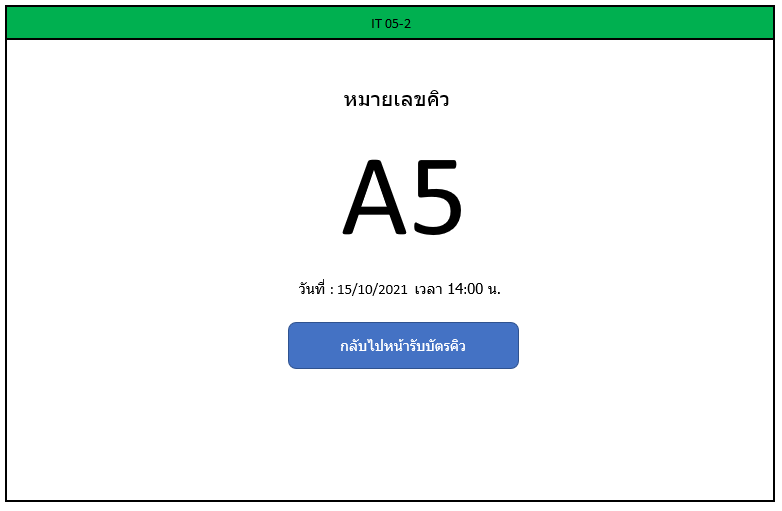 IT 05-2
หมายเลขคิว
A5
วันที่ : 15/10/2021 เวลา 14:00 น.
กลับไปหน้ารับบัตรคิว